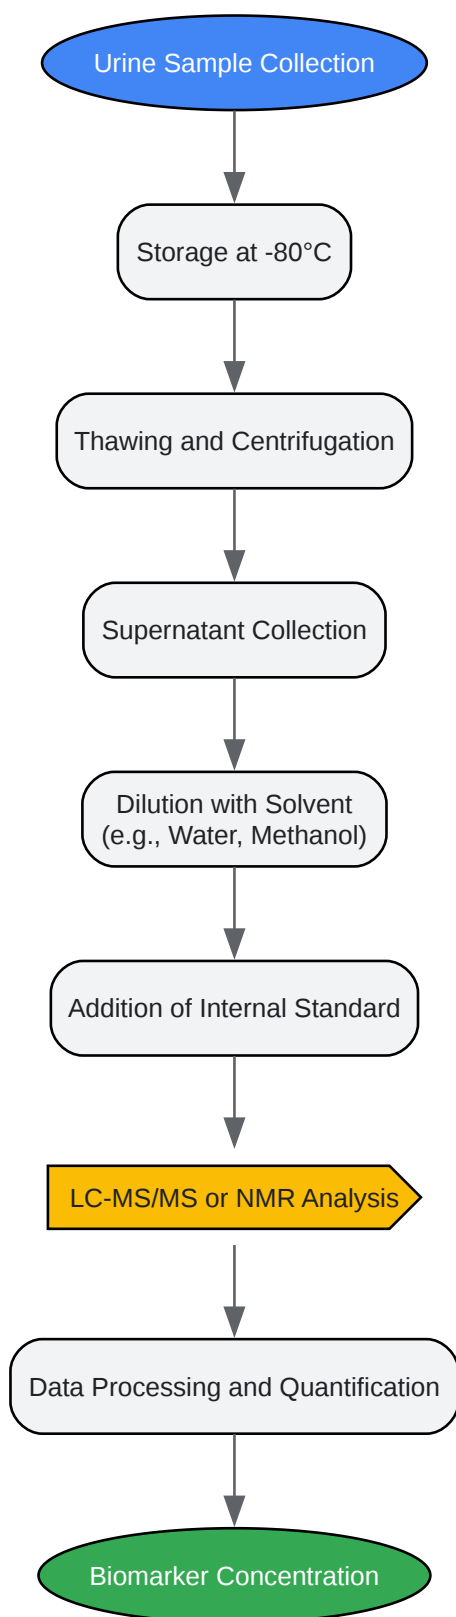 Urine Sample Collection
Storage at -80°C
Thawing and Centrifugation
Supernatant Collection
Dilution with Solvent
(e.g., Water, Methanol)
Addition of Internal Standard
LC-MS/MS or NMR Analysis
Data Processing and Quantification
Biomarker Concentration